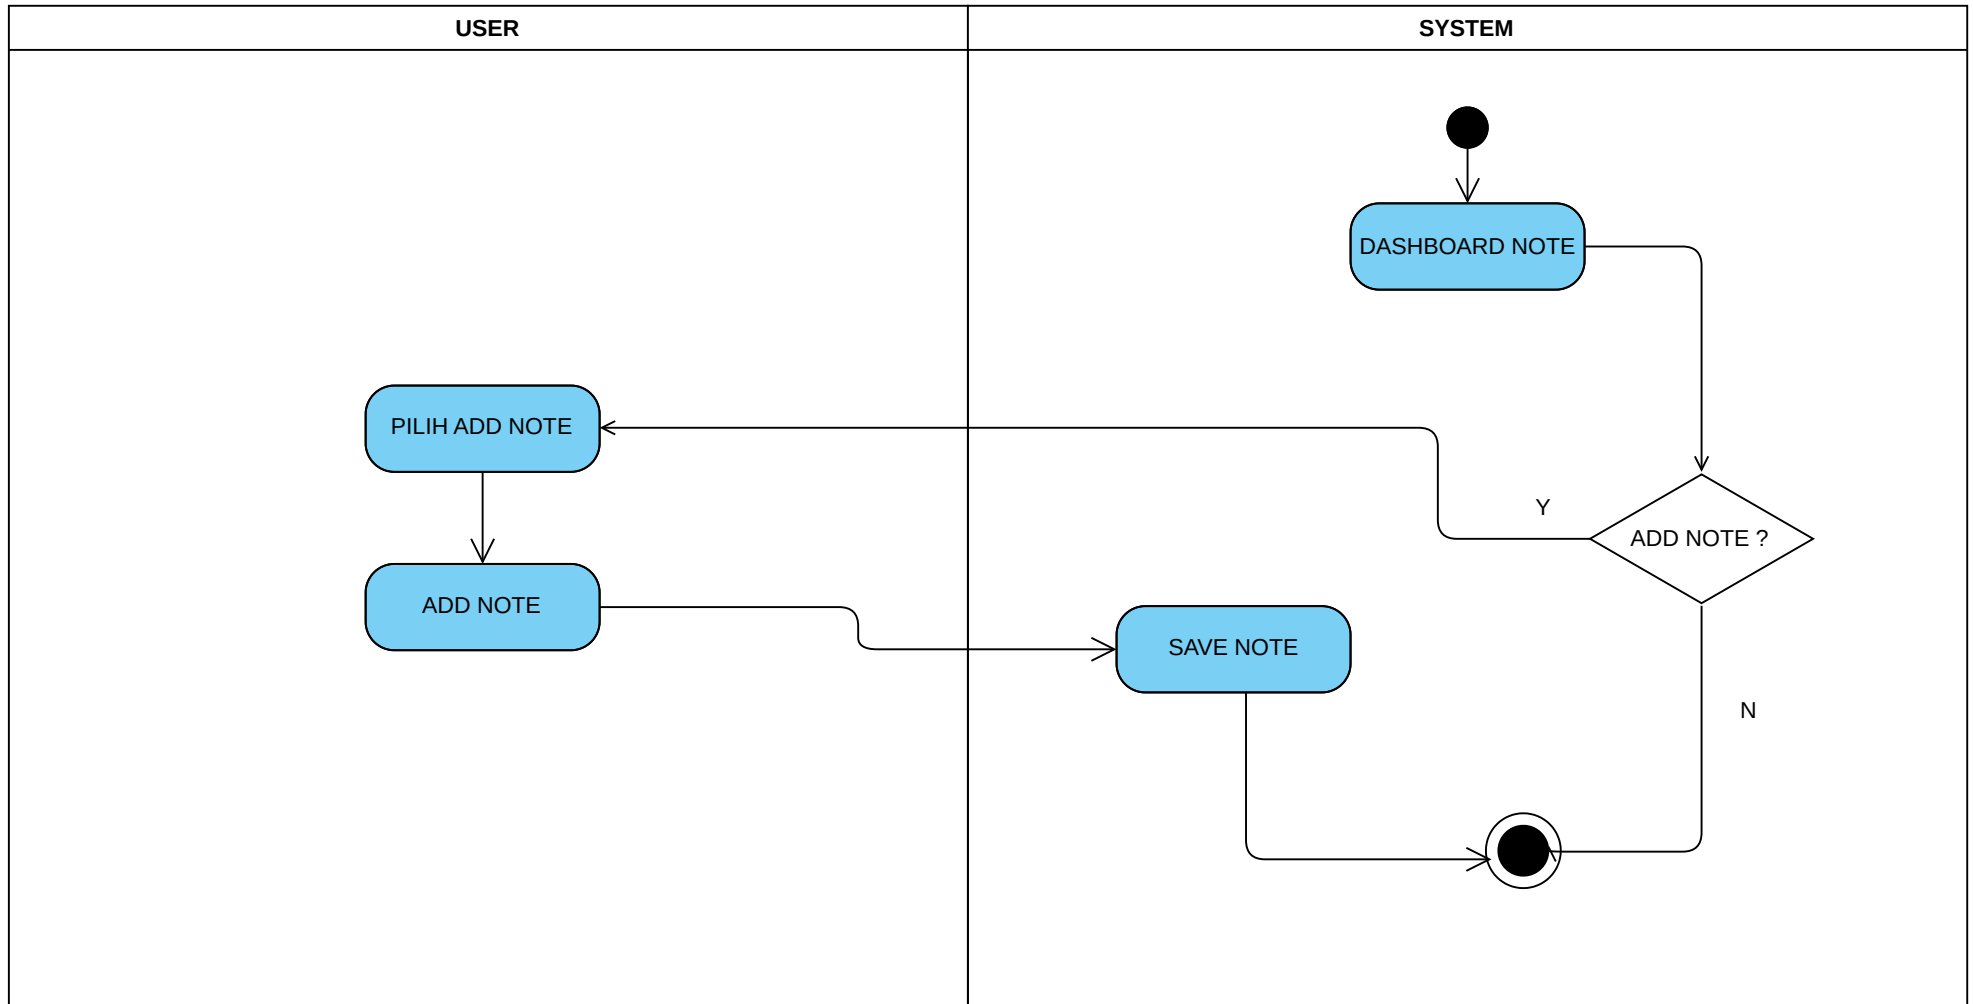 USER
SYSTEM
DASHBOARD NOTE
PILIH ADD NOTE
Y
ADD NOTE ?
ADD NOTE
SAVE NOTE
N